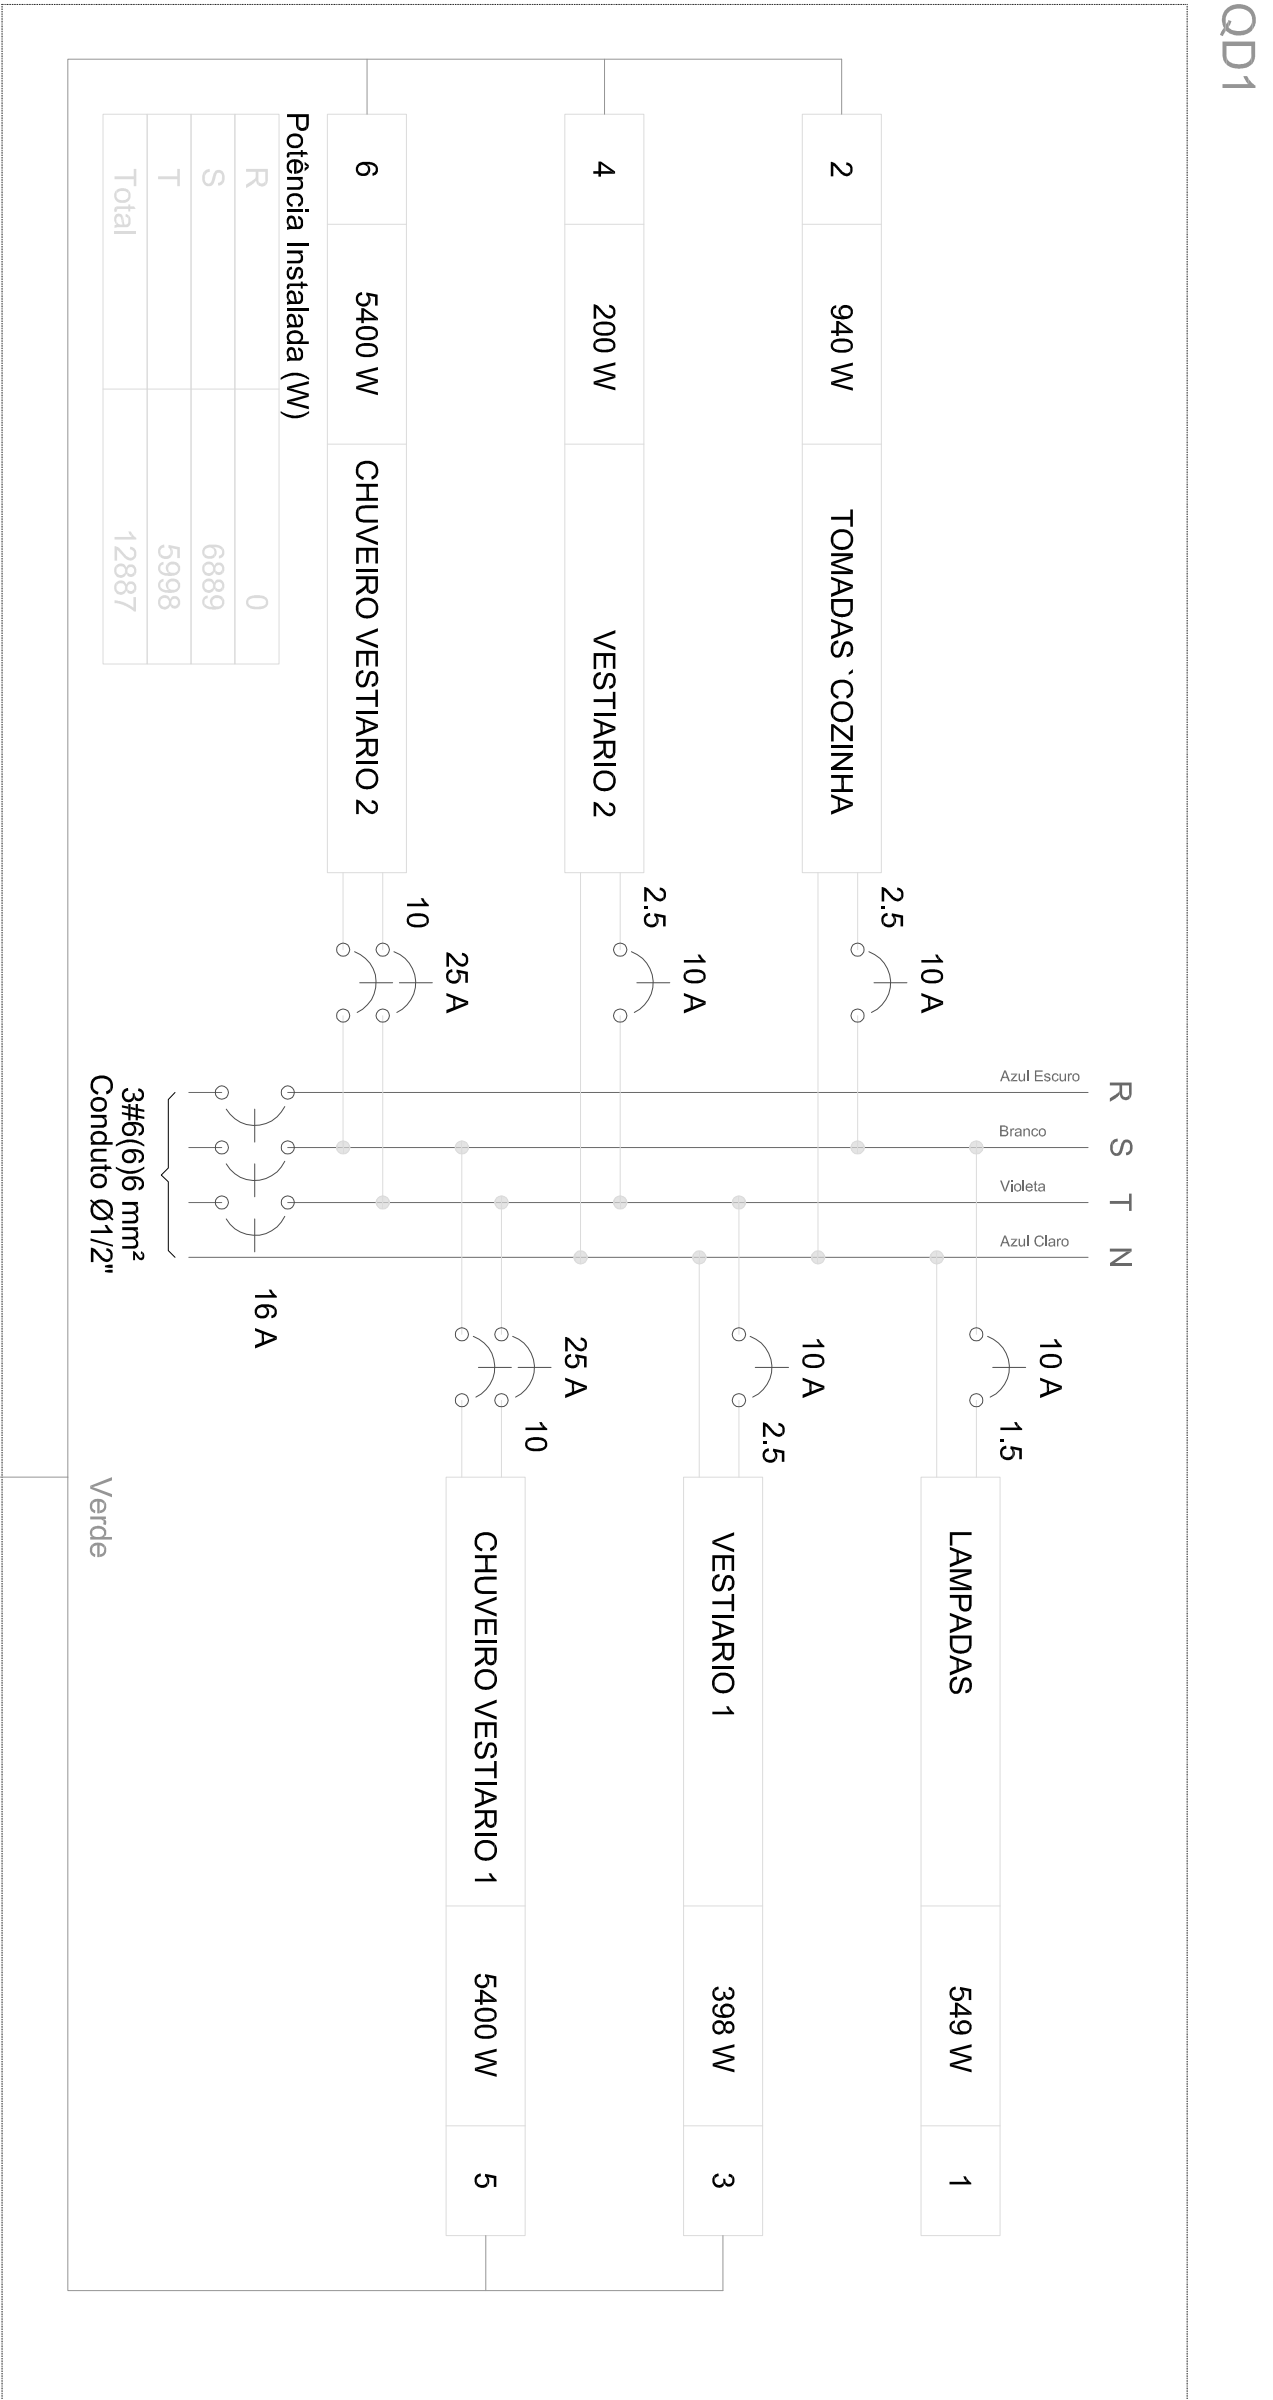 QD1
R
S
T
N
Azul Escuro
Branco
Violeta
Azul Claro
10 A
1.5
LAMPADAS
549 W
1
2
940 W
TOMADAS `COZINHA
2.5
10 A
10 A
2.5
VESTIARIO 1
398 W
3
4
200 W
VESTIARIO 2
2.5
10 A
25 A
10
CHUVEIRO VESTIARIO 1
5400 W
5
6
5400 W
CHUVEIRO VESTIARIO 2
10
25 A
16 A
3#6(6)6 mm²
Conduto Ø1/2"
Verde
Potência Instalada (W)
R 0
S 6889
T 5998
Total 12887